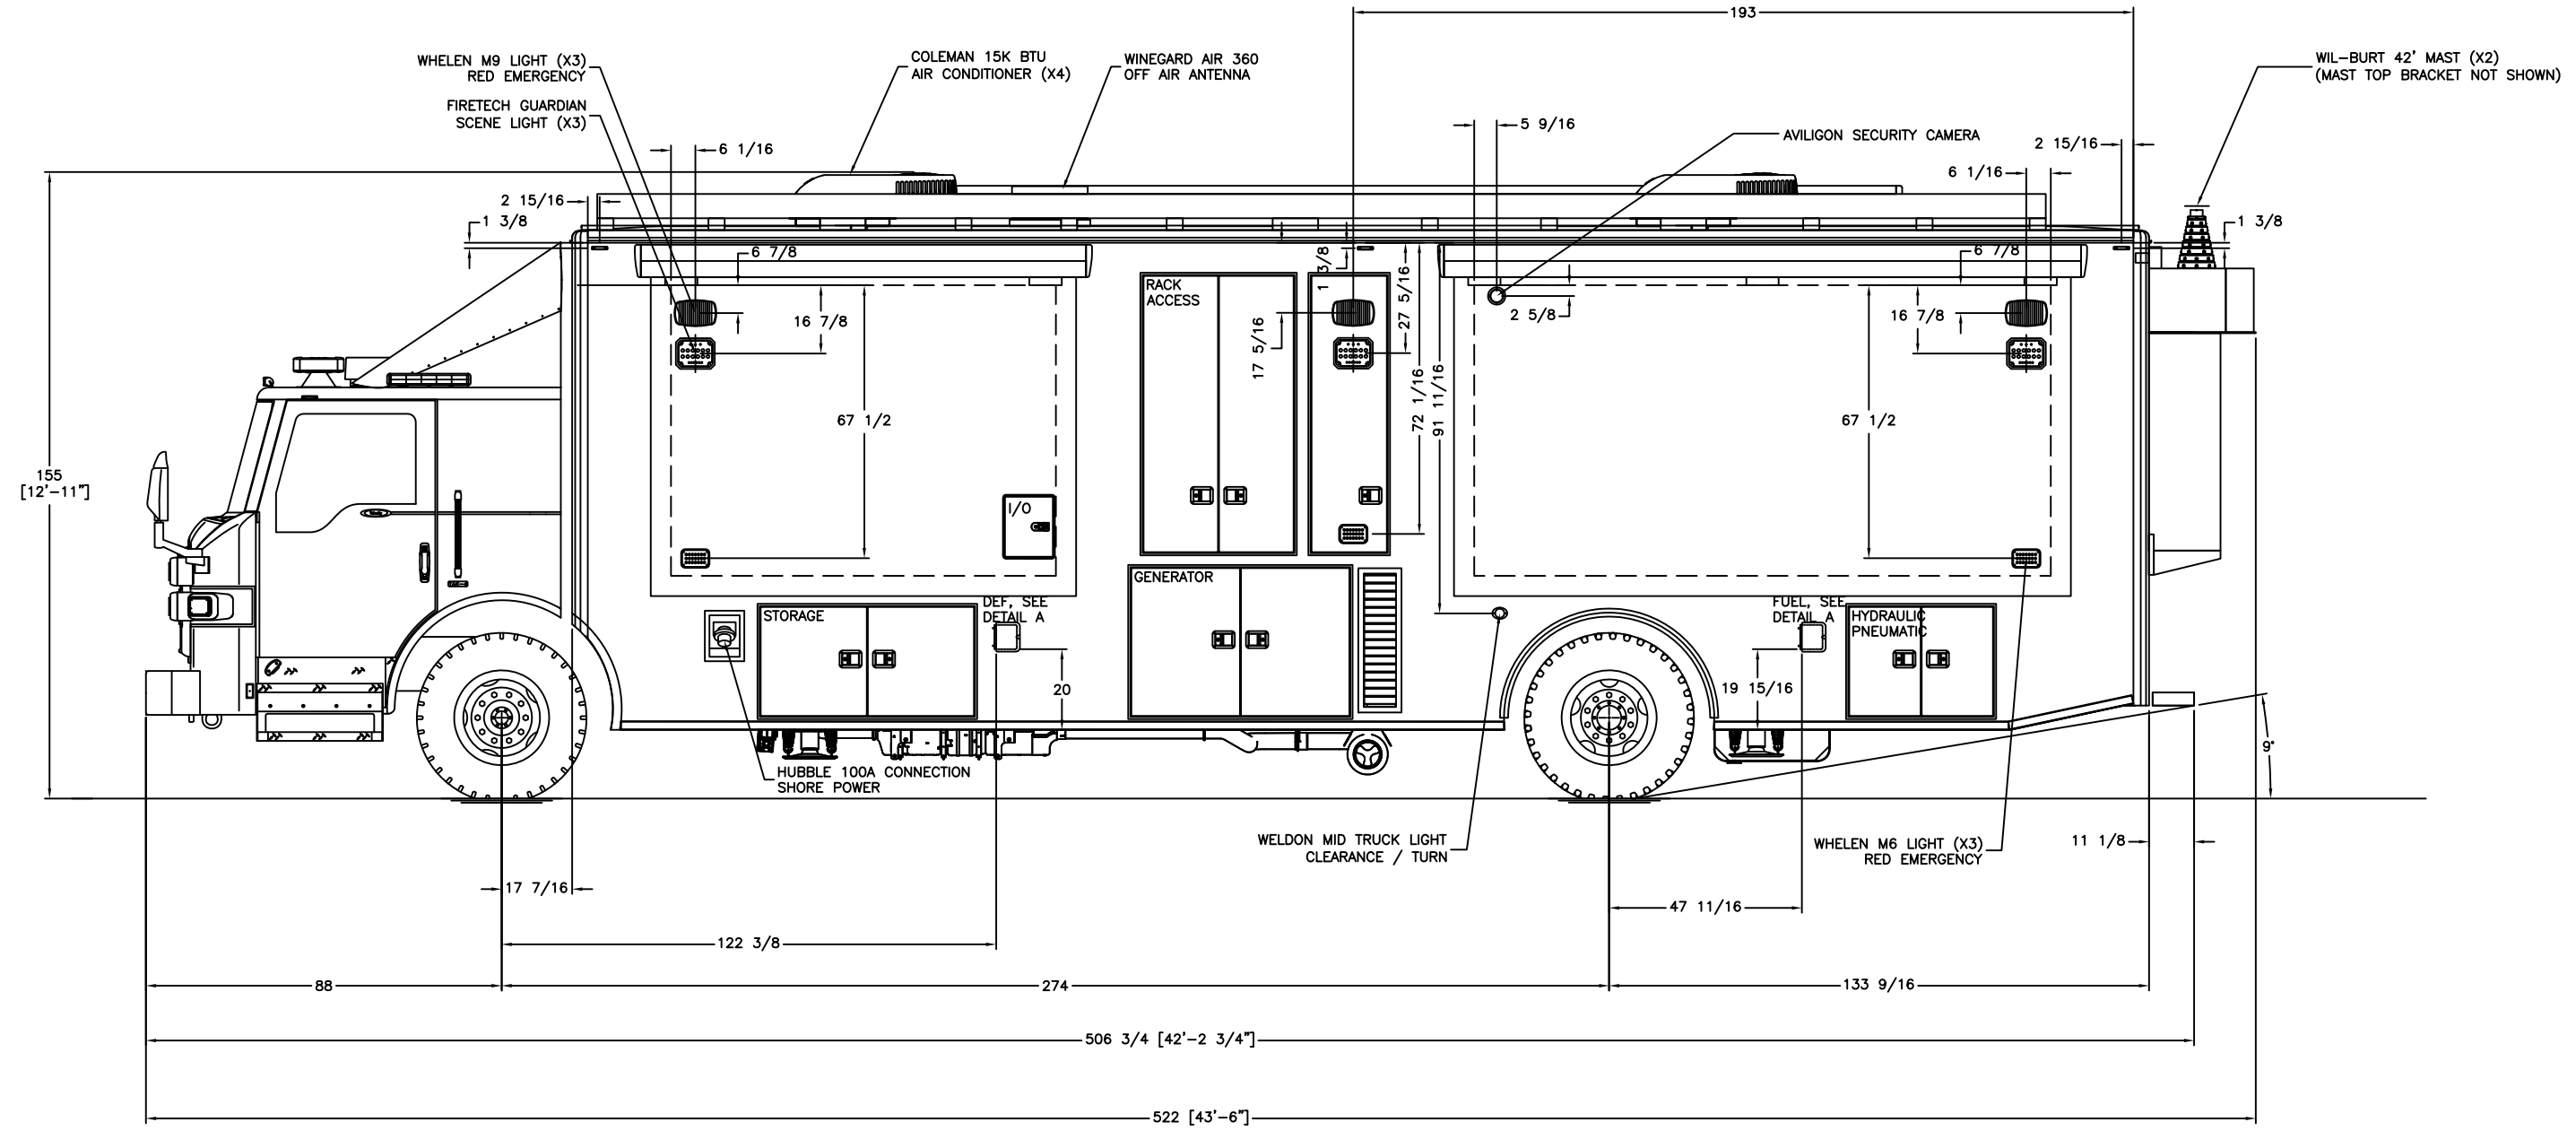 193
WHELEN M9 LIGHT (X3)
RED EMERGENCY
COLEMAN 15K BTU
AIR CONDITIONER (X4)
WINEGARD AIR 360
OFF AIR ANTENNA
WIL-BURT 42' MAST (X2)
(MAST TOP BRACKET NOT SHOWN)
FIRETECH GUARDIAN
SCENE LIGHT (X3)
5 9/16
AVILIGON SECURITY CAMERA
6 1/16
2 15/16
6 1/16
2 15/16
1 3/8
1 3/8
6 7/8
1 3/8
6 7/8
RACK
ACCESS
27 5/16
16 7/8
2 5/8
16 7/8
17 5/16
72 1/16
91 11/16
67 1/2
67 1/2
155
[12'-11"]
I/O
GENERATOR
STORAGE
DEF, SEE
DETAIL A
FUEL, SEE
DETAIL A
HYDRAULIC
PNEUMATIC
20
19 15/16
9°
HUBBLE 100A CONNECTION
SHORE POWER
WELDON MID TRUCK LIGHT
CLEARANCE / TURN
WHELEN M6 LIGHT (X3)
RED EMERGENCY
11 1/8
17 7/16
47 11/16
122 3/8
88
274
133 9/16
506 3/4 [42'-2 3/4"]
522 [43'-6"]